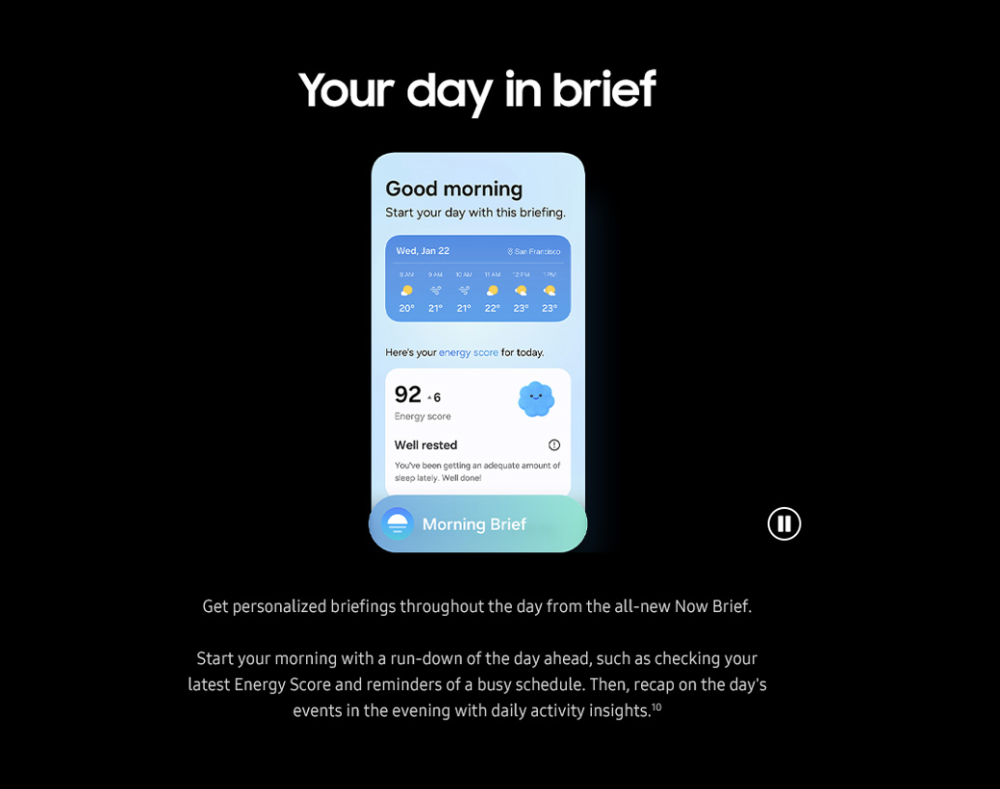 Your day in brief
Good morning
Start your day with this briefing.
Wed, Jan 22
San Francisco
8 AM 9 AM 10 AM 11 AM 12 PM 1 PM
20° 21° 21° 22° 23° 23°
Here's your energy score for today.
92 6
Energy score
Well rested
You've been getting an adequate amount of
sleep lately. Well done!
Morning Brief
Get personalized briefings throughout the day from the all-new Now Brief.
Start your morning with a run-down of the day ahead, such as checking your
latest Energy Score and reminders of a busy schedule. Then, recap on the day's
events in the evening with daily activity insights.¹⁰